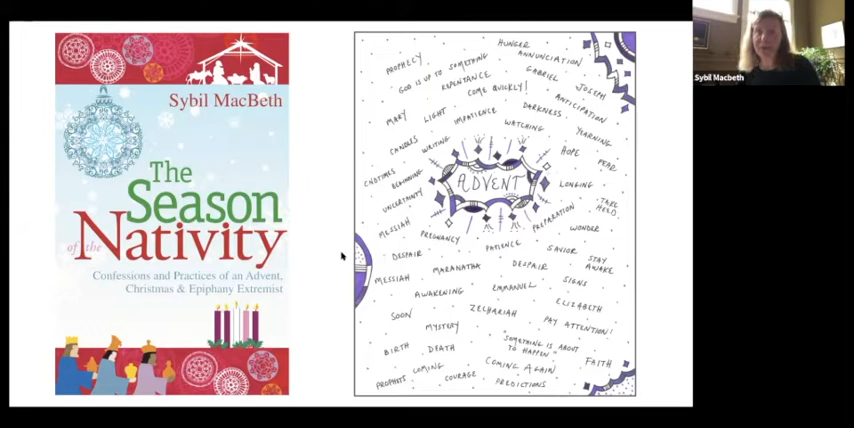 Sybil MacBeth
The
Season
of the
Nativity
Confessions and Practices of an Advent,
Christmas & Epiphany Extremist
HUNGER
PROPHECY
ANNUNCIATION
GOD IS UP TO SOMETHING
GABRIEL
REPENTANCE
COME QUICKLY!
JOSEPH
ANTICIPATION
MARY
LIGHT
IMPATIENCE
DARKNESS
WATCHING
YEARNING
CANDLES
WRITING
HOPE
FEAR
ENDTIMES
BEGINNING
ADVENT
LONGING
UNCERTAINTY
TAKE
HEED
PREPARATION
WONDER
MESSIAH
PREGNANCY
PATIENCE
SAVIOR
DESPAIR
STAY
AWAKE
MARANATHA
DESPAIR
MESSIAH
SIGNS
AWAKENING
EMMANUEL
ELIZABETH
SOON
ZECHARIAH
PAY ATTENTION!
MYSTERY
"SOMETHING IS ABOUT
TO HAPPEN"
BIRTH
DEATH
COMING AGAIN
FAITH
COMING
PROPHETS
COURAGE
PREDICTIONS
Sybil Macbeth